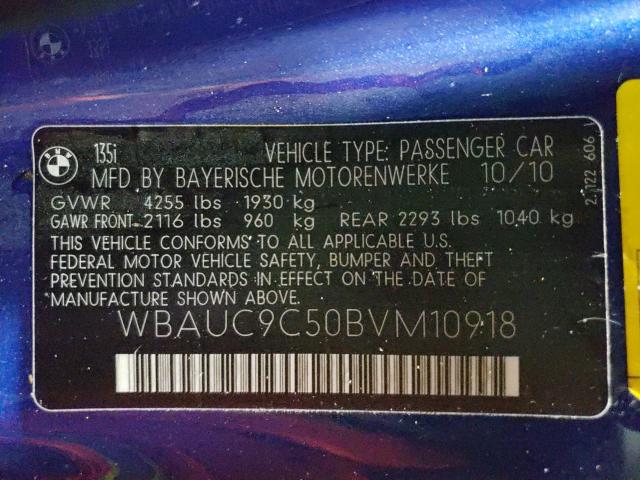 BMW
135i
VEHICLE TYPE: PASSENGER CAR
MFD. BY BAYERISCHE MOTORENWERKE 10/10
GVWR 4255 lbs 1930 kg
GAWR FRONT-2116 lbs 960 kg REAR 2293 lbs 1040 kg
THIS VEHICLE CONFORMS TO ALL APPLICABLE U.S.
FEDERAL MOTOR VEHICLE SAFETY, BUMPER AND THEFT
PREVENTION STANDARDS IN EFFECT ON THE DATE OF
*MANUFACTURE SHOWN ABOVE.
WBAUC9C50BVM10918
2 122 606
135i